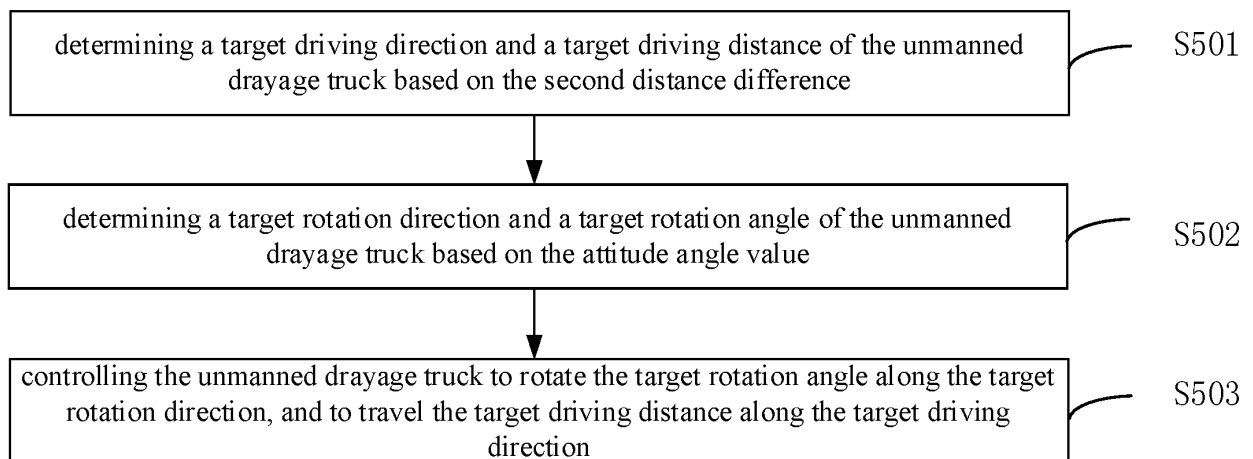 determining a target driving direction and a target driving distance of the unmanned
drayage truck based on the second distance difference
S501
determining a target rotation direction and a target rotation angle of the unmanned
drayage truck based on the attitude angle value
S502
controlling the unmanned drayage truck to rotate the target rotation angle along the target
rotation direction, and to travel the target driving distance along the target driving
direction
S503